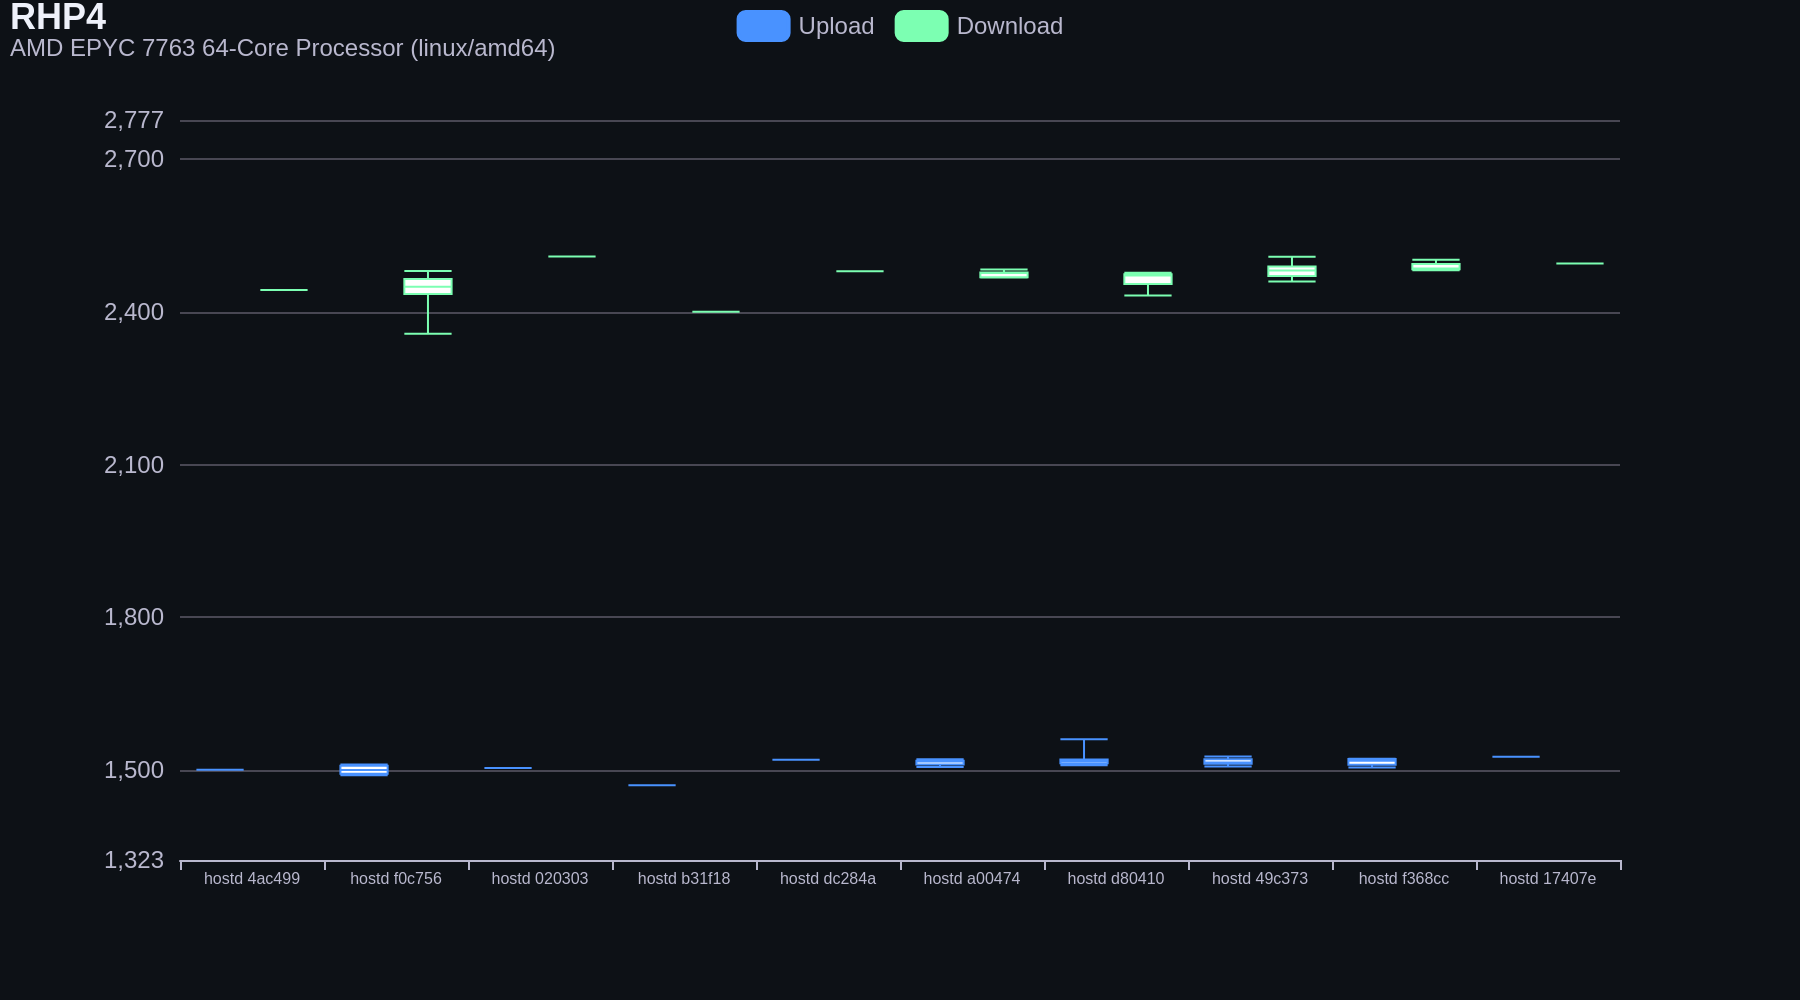 RHP4
AMD EPYC 7763 64-Core Processor (linux/amd64)
Upload
Download
2,777
2,700
2,400
2,100
1,800
1,500
1,323
hostd 4ac499
hostd f0c756
hostd 020303
hostd b31f18
hostd dc284a
hostd a00474
hostd d80410
hostd 49c373
hostd f368cc
hostd 17407e